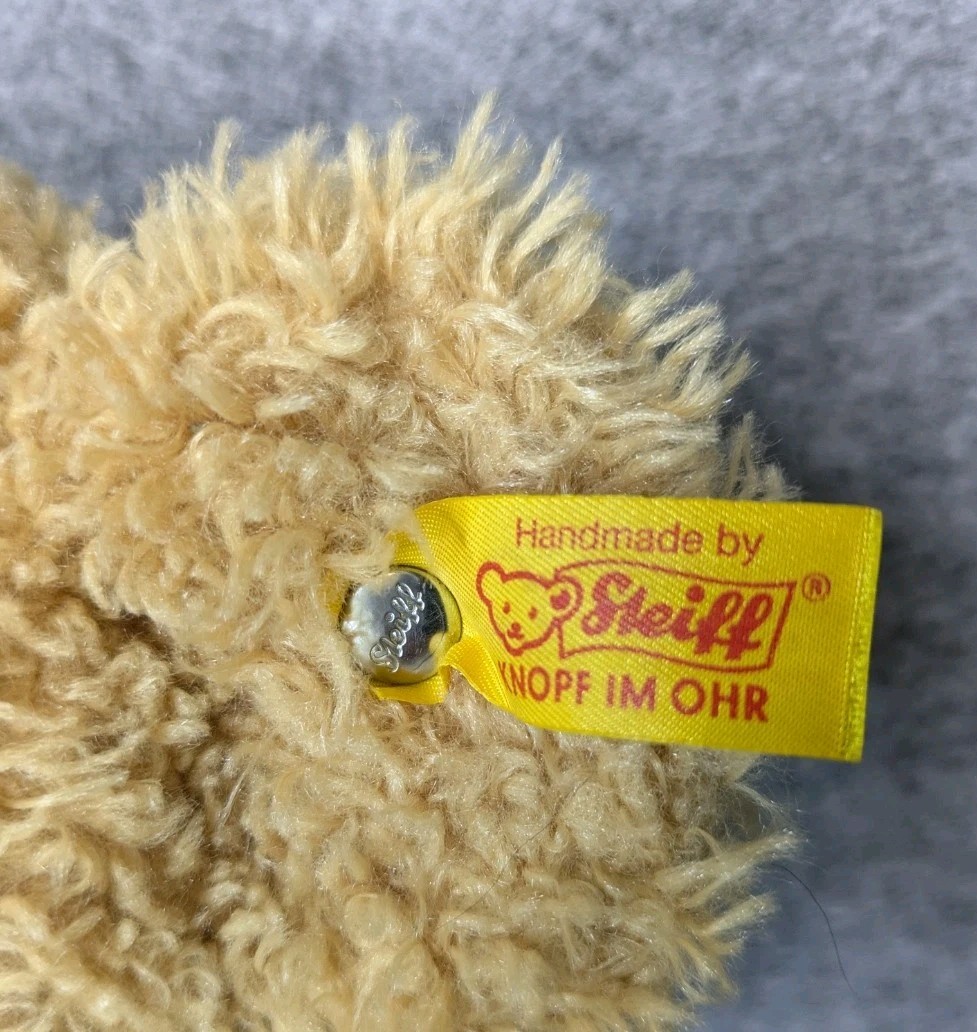 Handmade by
Steiff®
KNOPF IM OHR
Steiff